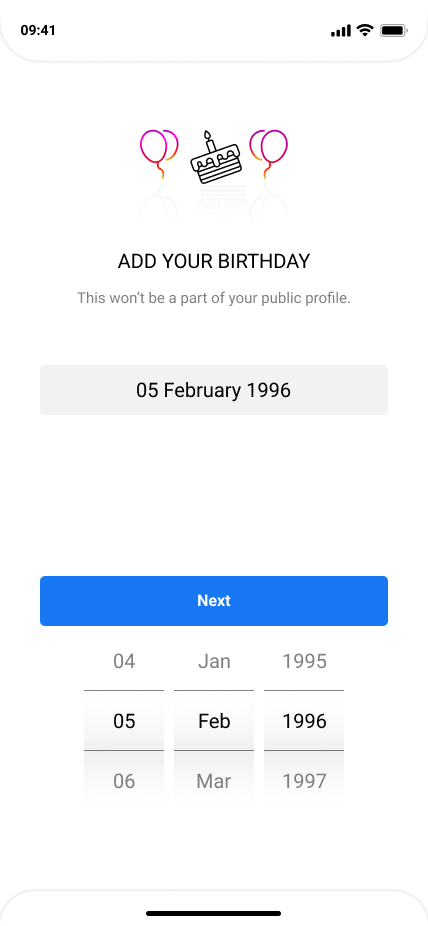 09:41
ADD YOUR BIRTHDAY
This won’t be a part of your public profile.
05 February 1996
Next
04 Jan 1995
05 Feb 1996
06 Mar 1997